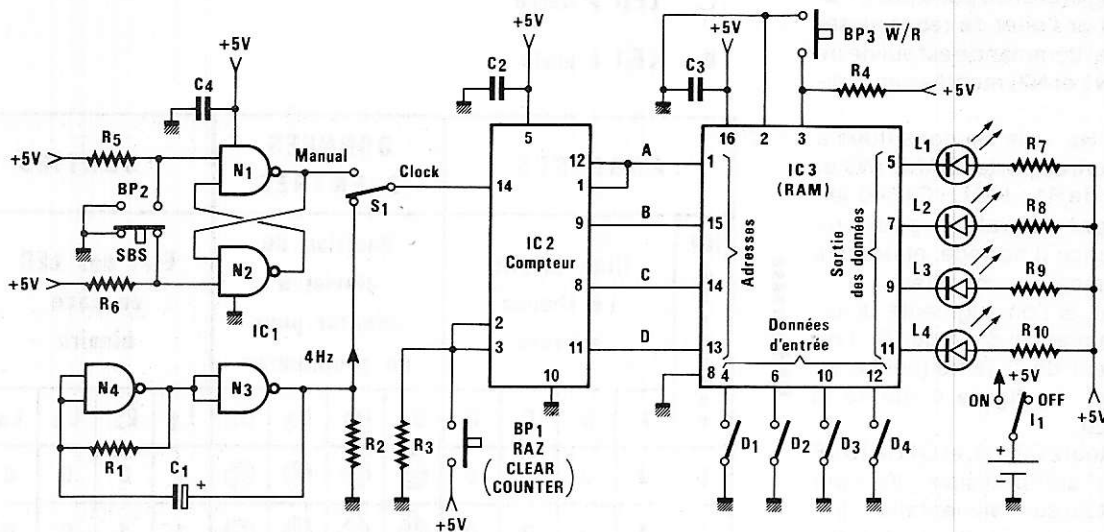 +5V
C4
+5V
R5
BP2
SBS
+5V
R6
N1
N2
IC1
Manual
S1
Clock
N4
N3
4Hz
R1
C1
+
R2
R3
+5V
C2
5
14
12
1
9
8
11
2
3
10
IC2
Compteur
A
B
C
D
BP1
RAZ
(CLEAR
COUNTER)
+5V
+5V
C3
BP3 W̅/R
R4
+5V
16
2
3
1
15
14
13
8
IC3
(RAM)
Adresses
Sortie
des données
Données
d'entrée
4
6
10
12
5
7
9
11
D1
D2
D3
D4
L1
L2
L3
L4
R7
R8
R9
R10
+5V
ON
OFF
I1
+
−
+5V